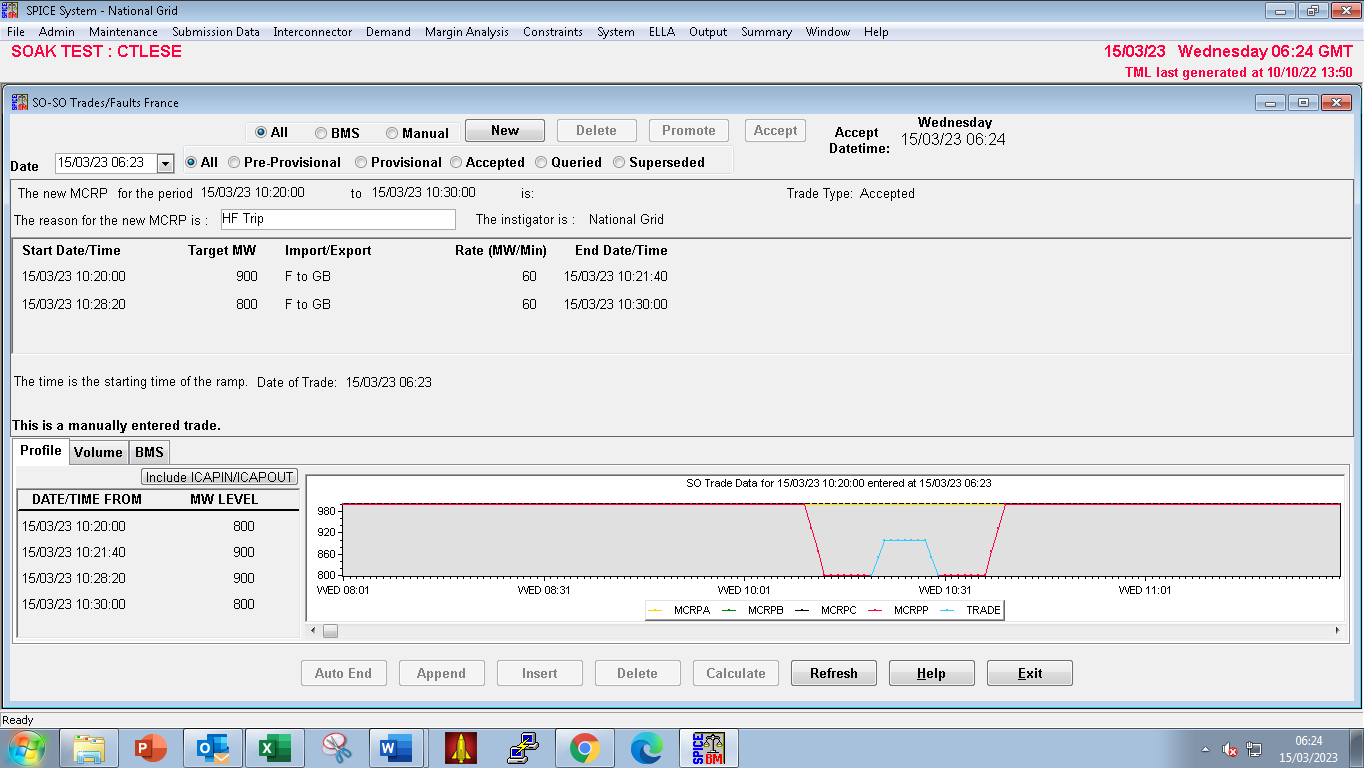 SPICE System - National Grid
File Admin Maintenance Submission Data Interconnector Demand Margin Analysis Constraints System ELLA Output Summary Window Help
SOAK TEST : CTLESE 15/03/23 Wednesday 06:24 GMT
TML last generated at 10/10/22 13:50
SO-SO Trades/Faults France
All BMS Manual New Delete Promote Accept Accept Datetime: Wednesday 15/03/23 06:24
Date 15/03/23 06:23 All Pre-Provisional Provisional Accepted Queried Superseded
The new MCRP for the period 15/03/23 10:20:00 to 15/03/23 10:30:00 is: Trade Type: Accepted
The reason for the new MCRP is : HF Trip The instigator is : National Grid
Start Date/Time Target MW Import/Export Rate (MW/Min) End Date/Time
15/03/23 10:20:00 900 F to GB 60 15/03/23 10:21:40
15/03/23 10:28:20 800 F to GB 60 15/03/23 10:30:00
The time is the starting time of the ramp. Date of Trade: 15/03/23 06:23
This is a manually entered trade.
Profile Volume BMS
Include ICAPIN/ICAPOUT
DATE/TIME FROM MW LEVEL
15/03/23 10:20:00 800
15/03/23 10:21:40 900
15/03/23 10:28:20 900
15/03/23 10:30:00 800
SO Trade Data for 15/03/23 10:20:00 entered at 15/03/23 06:23
980
920
860
800
WED 08:01 WED 08:31 WED 10:01 WED 10:31 WED 11:01
MCRPA MCRPB MCRPC MCRPP TRADE
Auto End Append Insert Delete Calculate Refresh Help Exit
Ready
SPICE BMI
06:24
15/03/2023